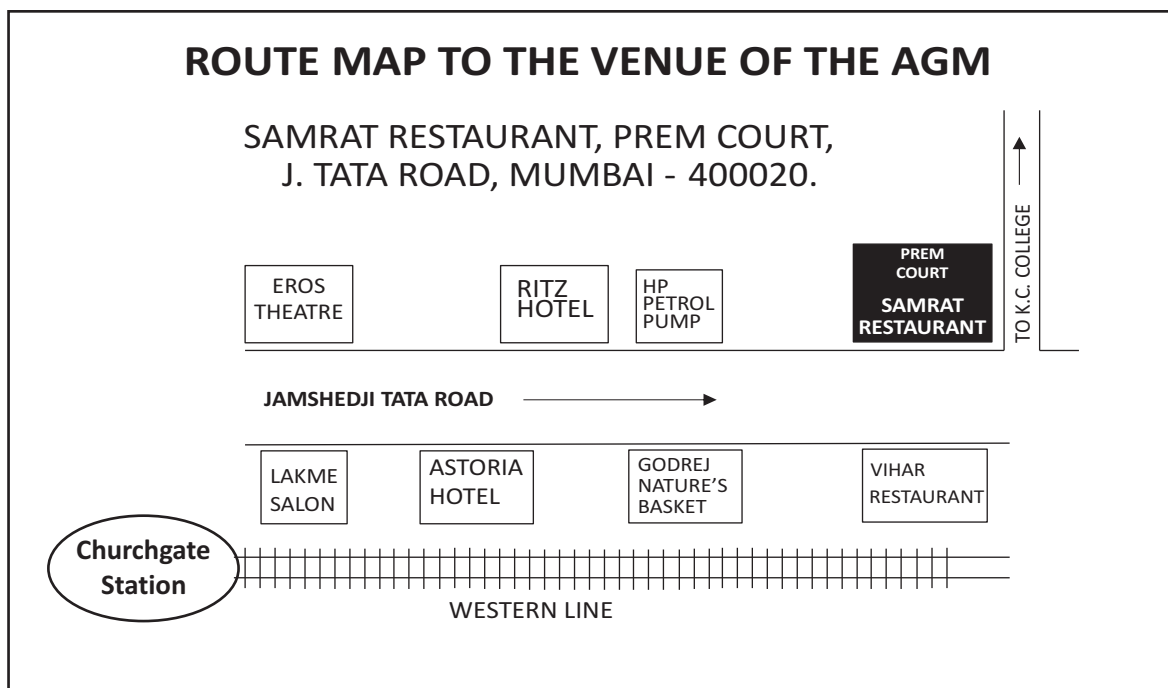 ROUTE MAP TO THE VENUE OF THE AGM
SAMRAT RESTAURANT, PREM COURT,
J. TATA ROAD, MUMBAI - 400020.
TO K.C. COLLEGE
EROS
THEATRE
RITZ
HOTEL
HP
PETROL
PUMP
PREM
COURT
SAMRAT
RESTAURANT
JAMSHEDJI TATA ROAD
LAKME
SALON
ASTORIA
HOTEL
GODREJ
NATURE'S
BASKET
VIHAR
RESTAURANT
Churchgate
Station
WESTERN LINE